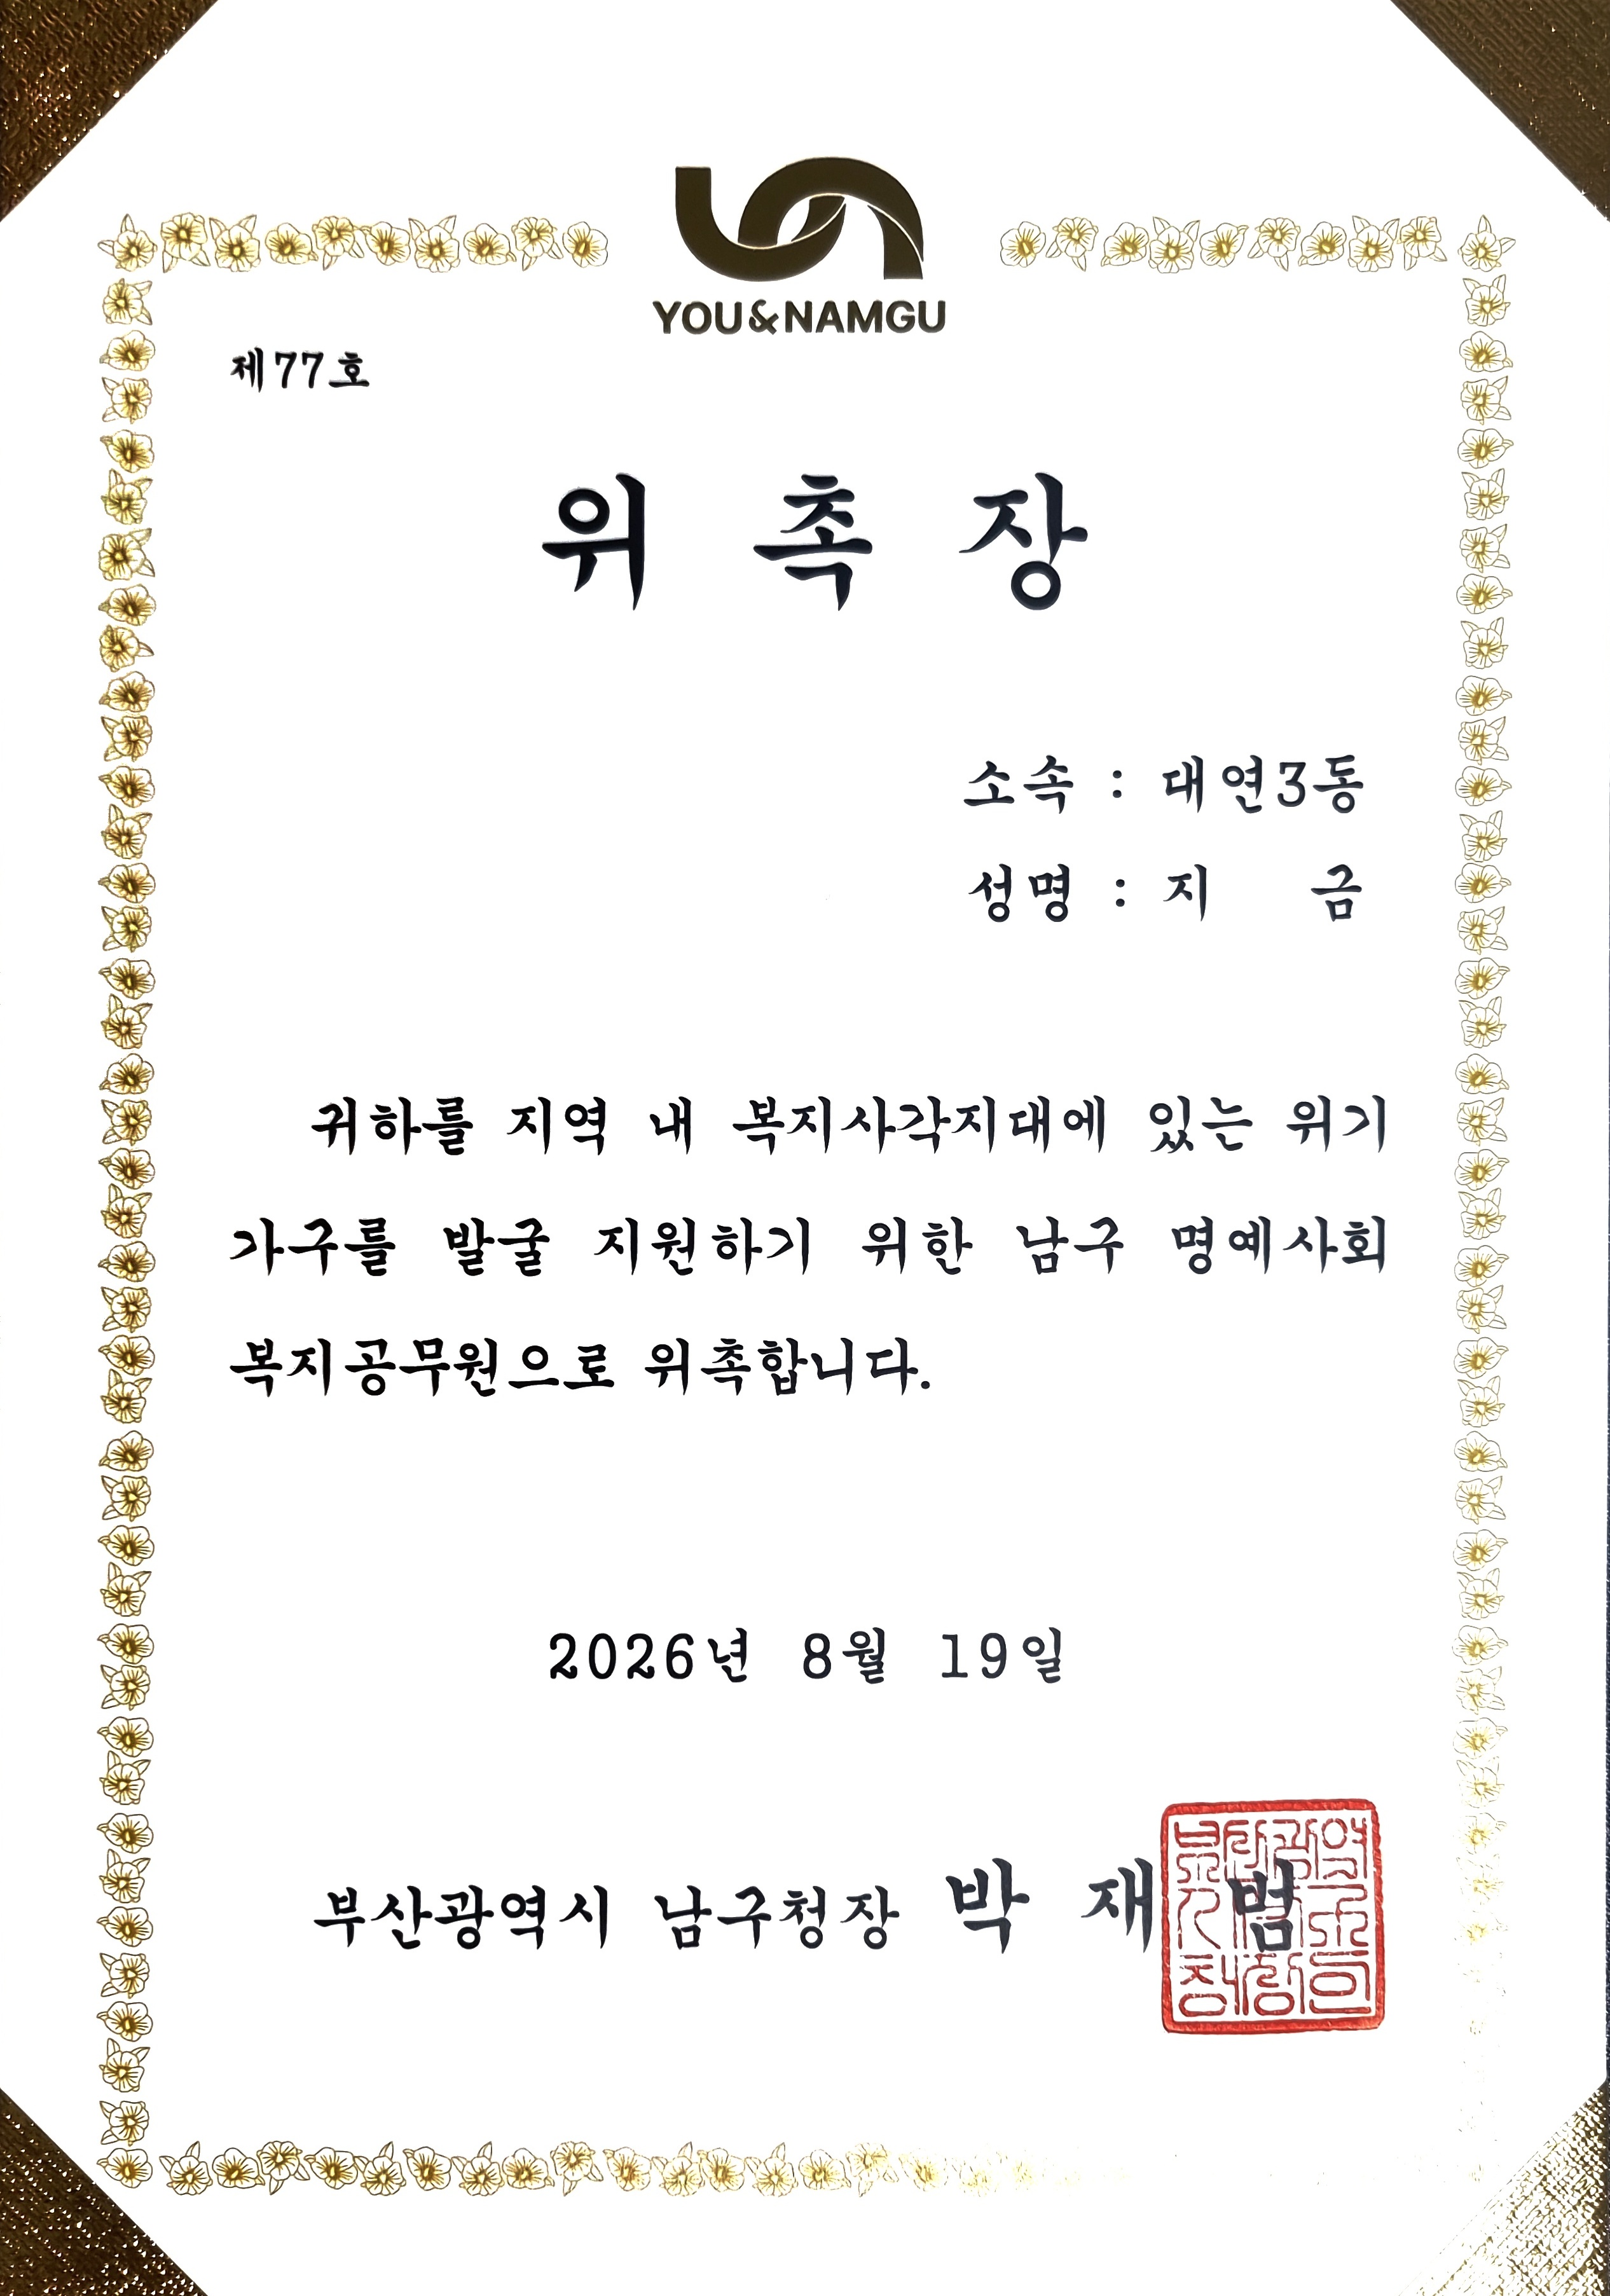 YOU&NAMGU
제77호
위 촉 장
소속 : 대연3동
성명 : 지 금
귀하를 지역 내 복지사각지대에 있는 위기
가구를 발굴 지원하기 위한 남구 명예사회
복지공무원으로 위촉합니다.
2026년 8월 19일
부산광역시 남구청장 박 재 범